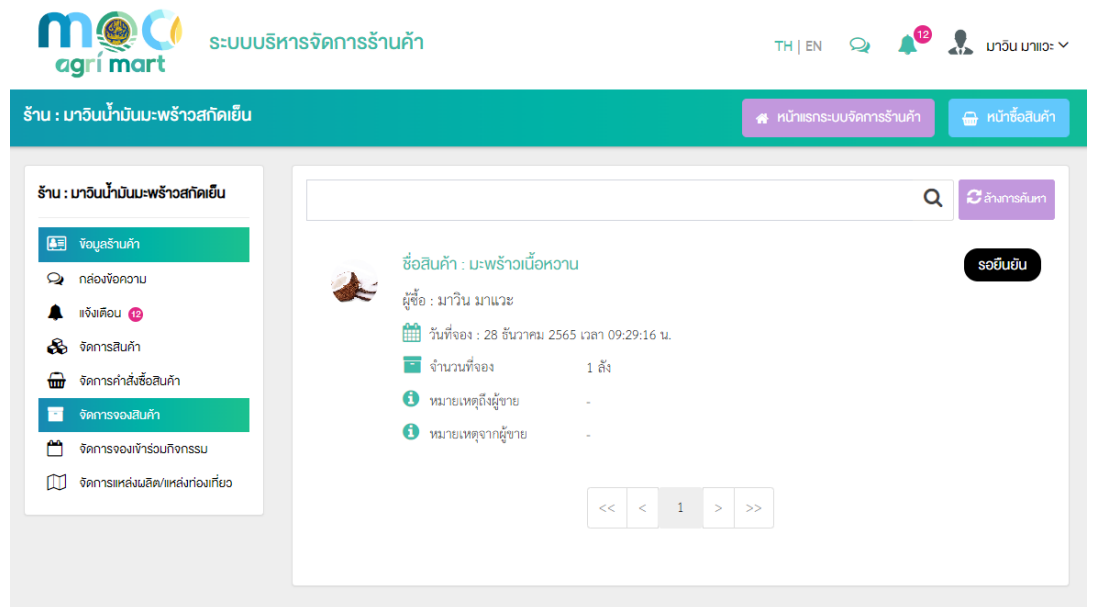 moc
agri mart
ระบบบริหารจัดการร้านค้า
TH | EN
12
มาวิน มาแวะ
ร้าน : มาวินน้ำมันมะพร้าวสกัดเย็น
หน้าแรกระบบจัดการร้านค้า
หน้าซื้อสินค้า
ร้าน : มาวินน้ำมันมะพร้าวสกัดเย็น
ข้อมูลร้านค้า
กล่องข้อความ
แจ้งเตือน 12
จัดการสินค้า
จัดการคำสั่งซื้อสินค้า
จัดการจองสินค้า
จัดการจองเข้าร่วมกิจกรรม
จัดการแหล่งผลิต/แหล่งท่องเที่ยว
ล้างการค้นหา
ชื่อสินค้า : มะพร้าวเนื้อหวาน
รอยืนยัน
ผู้ซื้อ : มาวิน มาแวะ
วันที่จอง : 28 ธันวาคม 2565 เวลา 09:29:16 น.
จำนวนที่จอง 1 ลัง
หมายเหตุถึงผู้ขาย -
หมายเหตุจากผู้ขาย -
<< < 1 > >>